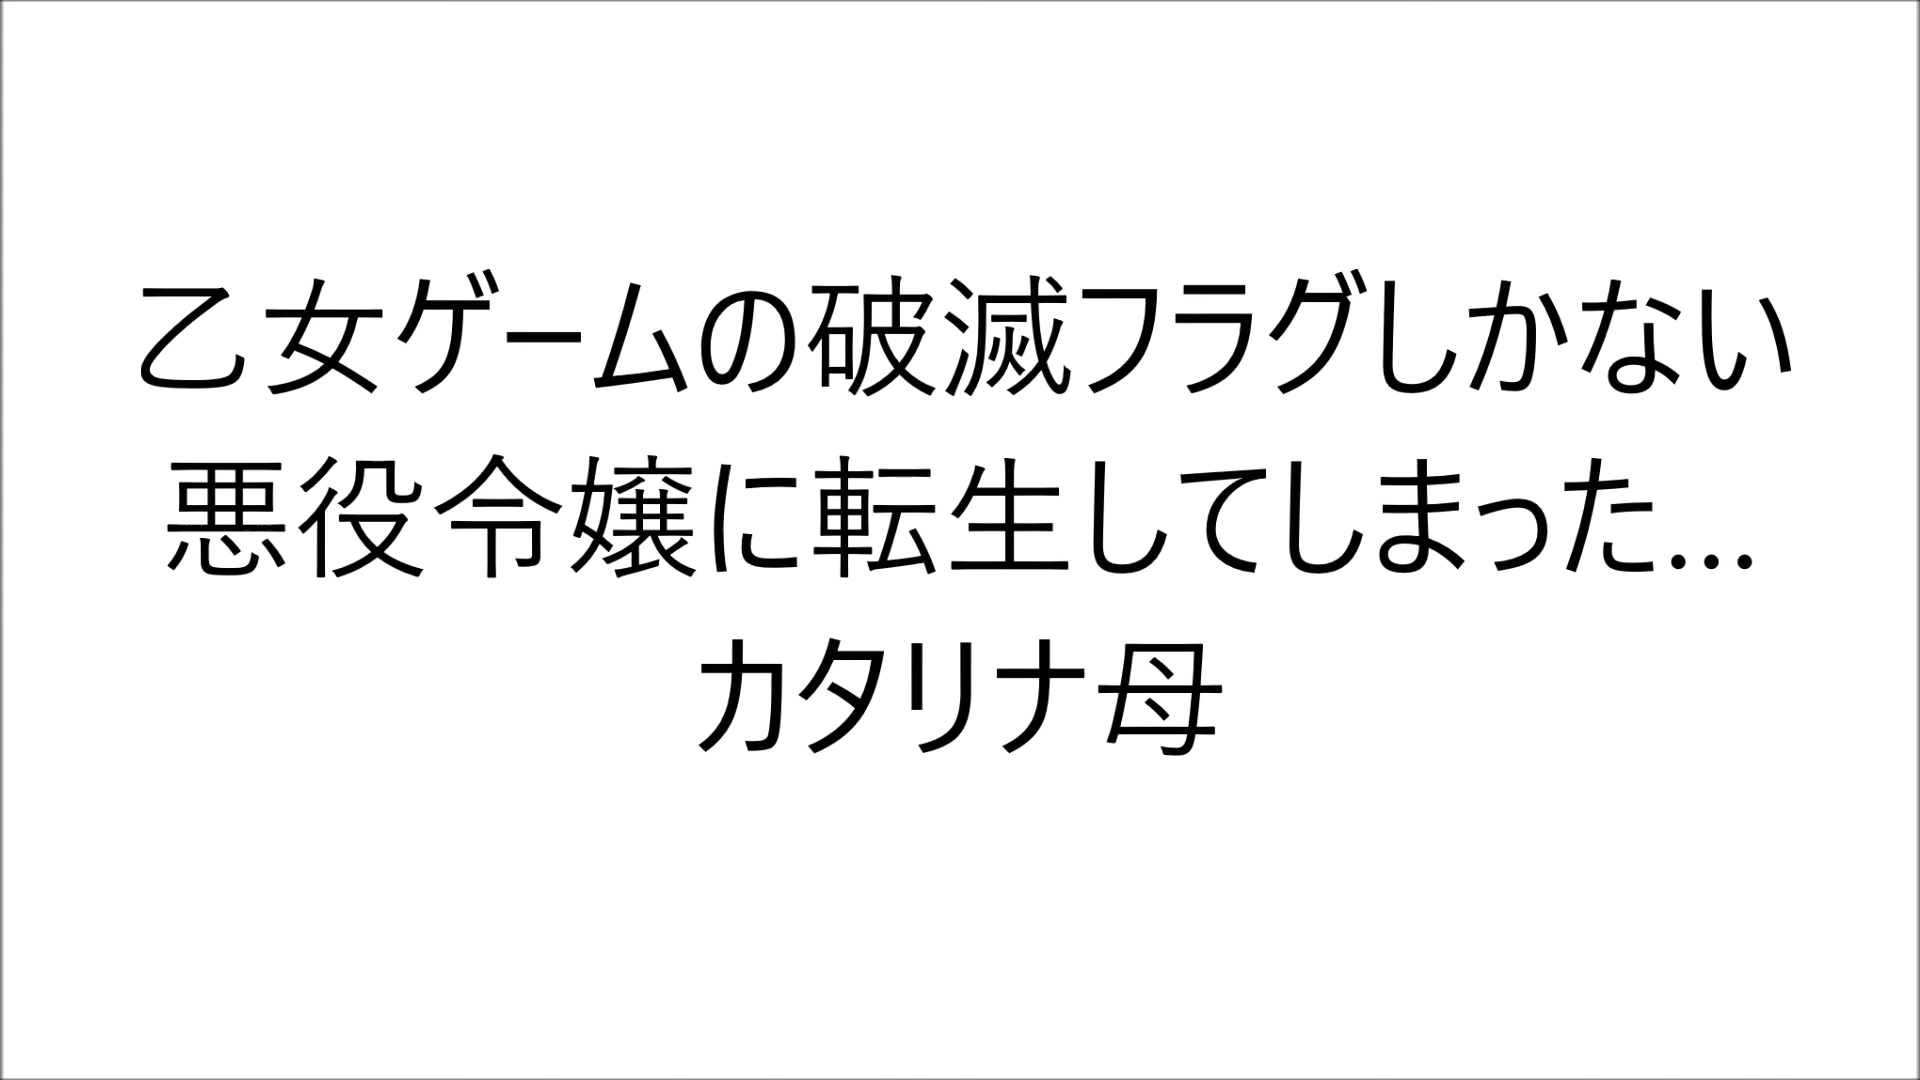 乙女ゲームの破滅フラグしかない
悪役令嬢に転生してしまった…
カタリナ母